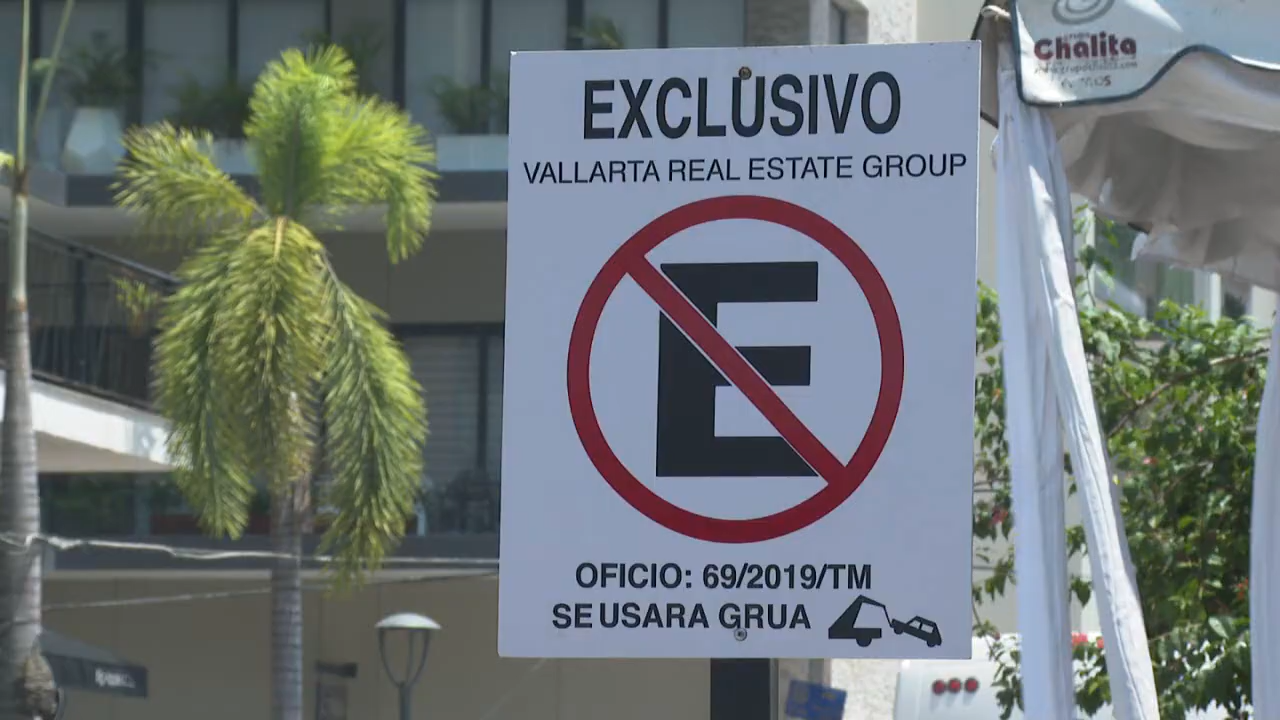 EXCLUSIVO
VALLARTA REAL ESTATE GROUP
E
OFICIO: 69/2019/TM
SE USARA GRUA
Chalita